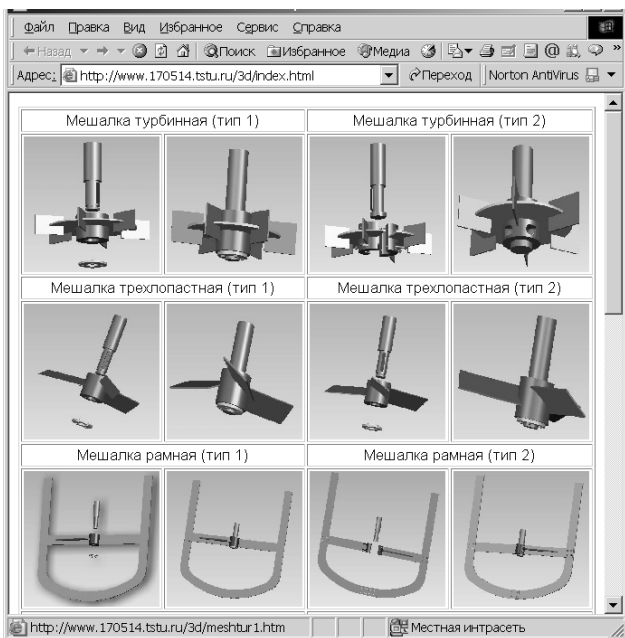 Файл Правка Вид Избранное Сервис Справка
Назад Поиск Избранное Медиа »
Адрес: http://www.170514.tstu.ru/3d/index.html Переход Norton AntiVirus
Мешалка турбинная (тип 1) Мешалка турбинная (тип 2)
Мешалка трехлопастная (тип 1) Мешалка трехлопастная (тип 2)
Мешалка рамная (тип 1) Мешалка рамная (тип 2)
http://www.170514.tstu.ru/3d/meshtur1.htm Местная интрасеть